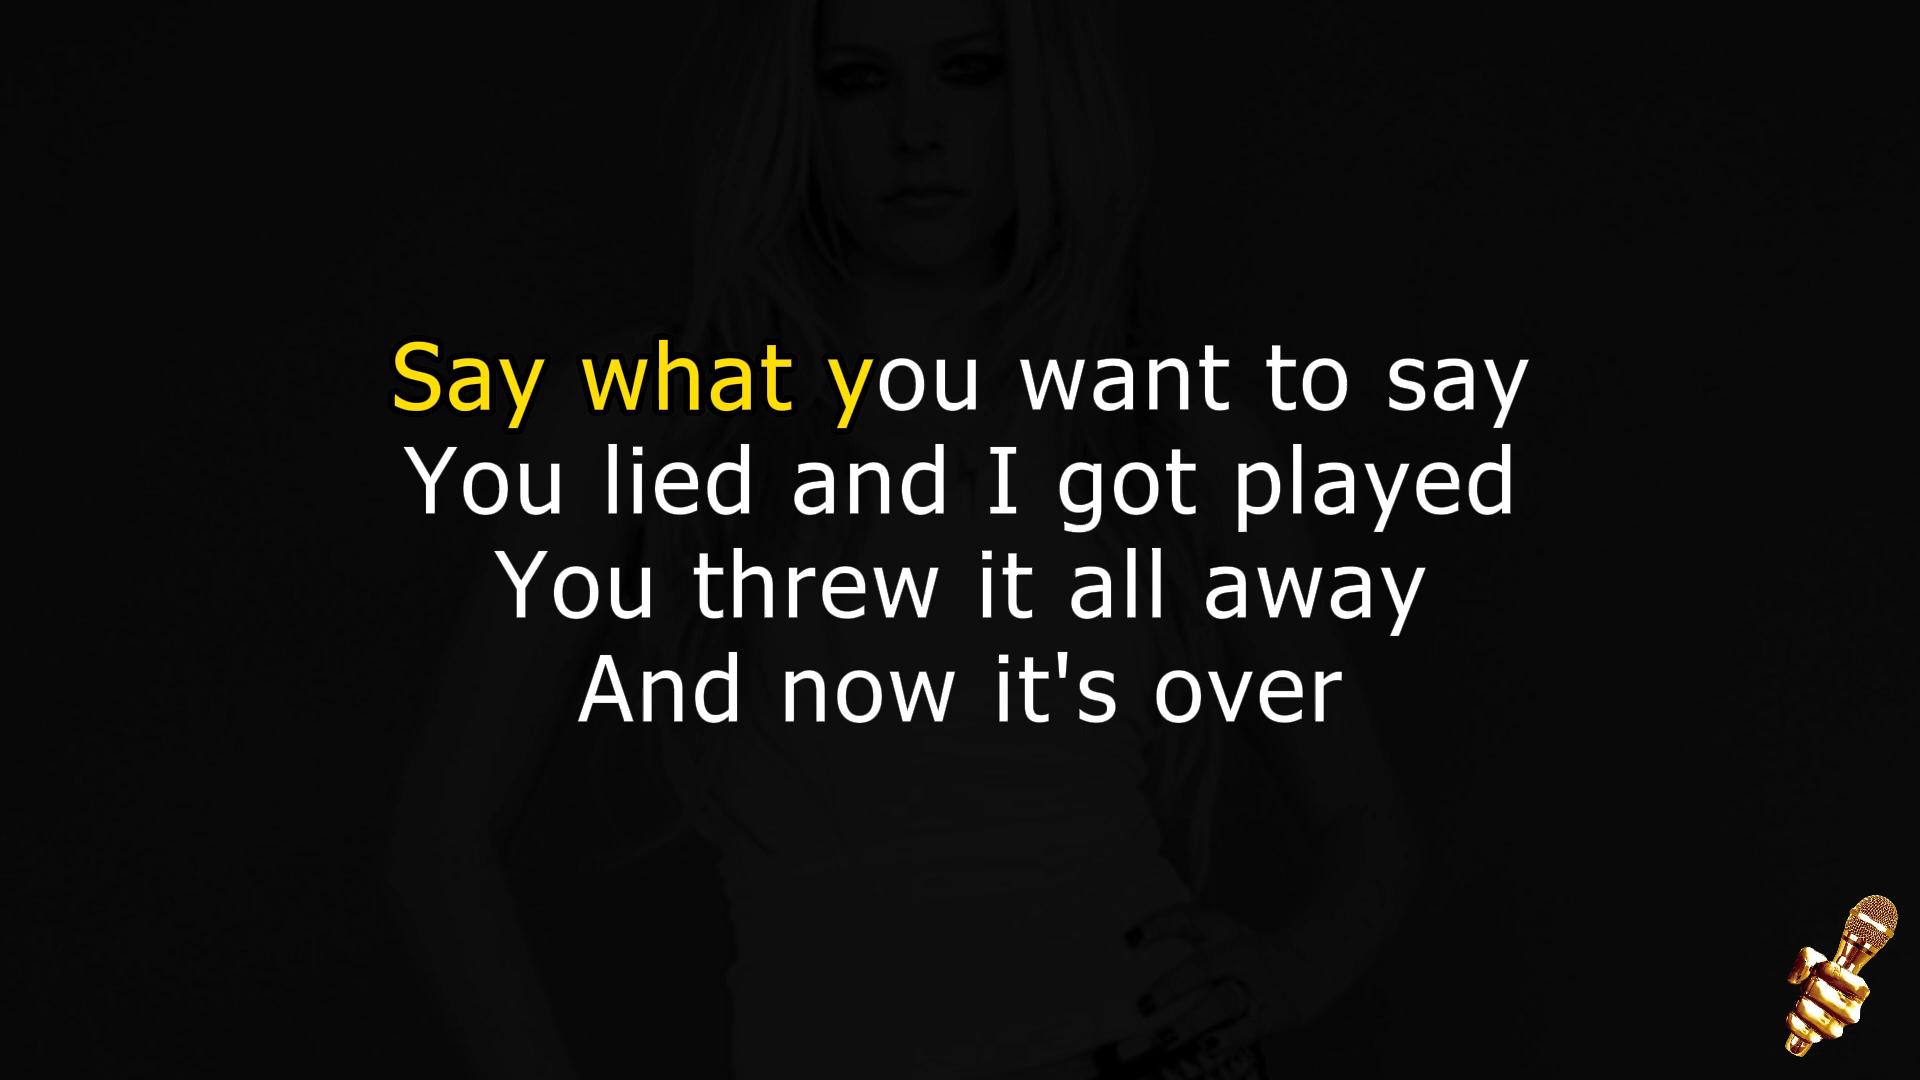 Say what you want to say
You lied and I got played
You threw it all away
And now it's over